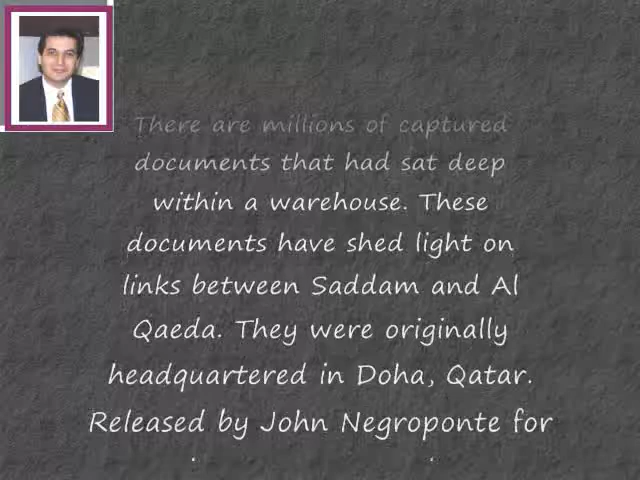 There are millions of captured
documents that had sat deep
within a warehouse. These
documents have shed light on
links between Saddam and Al
Qaeda. They were originally
headquartered in Doha, Qatar.
Released by John Negroponte for